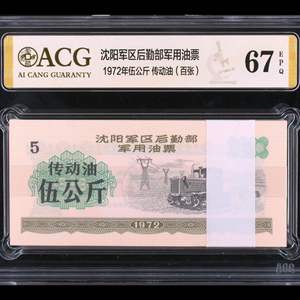 ACG
AI CANG GUARANTY
沈阳军区后勤部军用油票
1972年伍公斤 传动油（百张）
67
EPQ
5
沈阳军区后勤部
军用油票
传动油
伍公斤
1972
ACG